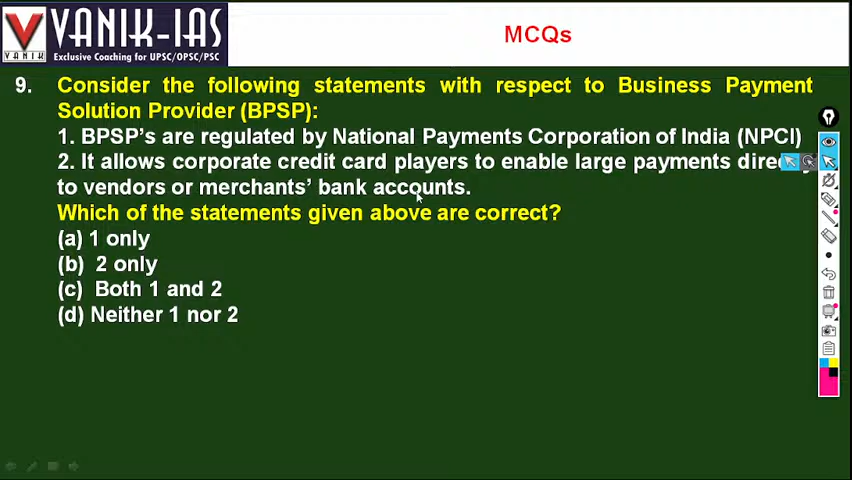 VANIK-IAS
VANIK
Exclusive Coaching for UPSC/OPSC/PSC
MCQs
9. Consider the following statements with respect to Business Payment
Solution Provider (BPSP):
1. BPSP's are regulated by National Payments Corporation of India (NPCI)
2. It allows corporate credit card players to enable large payments
to vendors or merchants' bank accounts.
Which of the statements given above are correct?
(a) 1 only
(b) 2 only
(c) Both 1 and 2
(d) Neither 1 nor 2